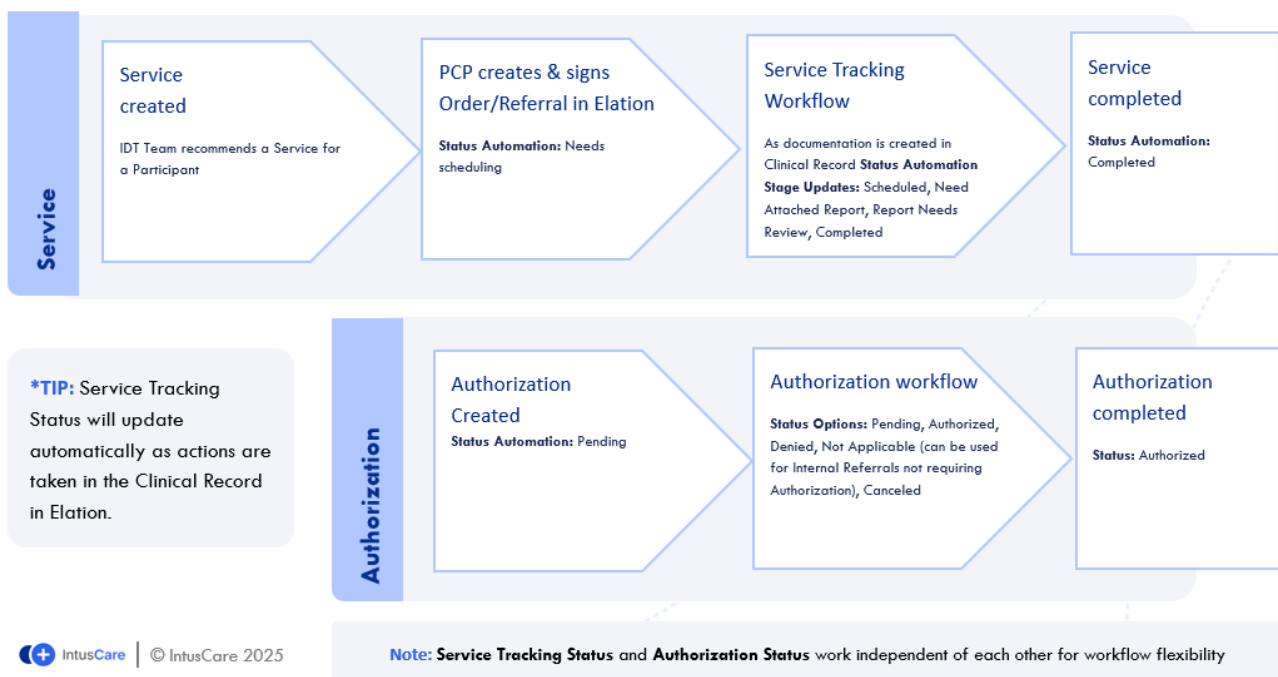 Service
Service
created
IDT Team recommends a Service for
a Participant
PCP creates & signs
Order/Referral in Elation
Status Automation: Needs
scheduling
Service Tracking
Workflow
As documentation is created in
Clinical Record Status Automation
Stage Updates: Scheduled, Need
Attached Report, Report Needs
Review, Completed
Service
completed
Status Automation:
Completed
*TIP: Service Tracking
Status will update
automatically as actions are
taken in the Clinical Record
in Elation.
Authorization
Authorization
Created
Status Automation: Pending
Authorization workflow
Status Options: Pending, Authorized,
Denied, Not Applicable (can be used
for Internal Referrals not requiring
Authorization), Canceled
Authorization
completed
Status: Authorized
IntusCare | © IntusCare 2025
Note: Service Tracking Status and Authorization Status work independent of each other for workflow flexibility